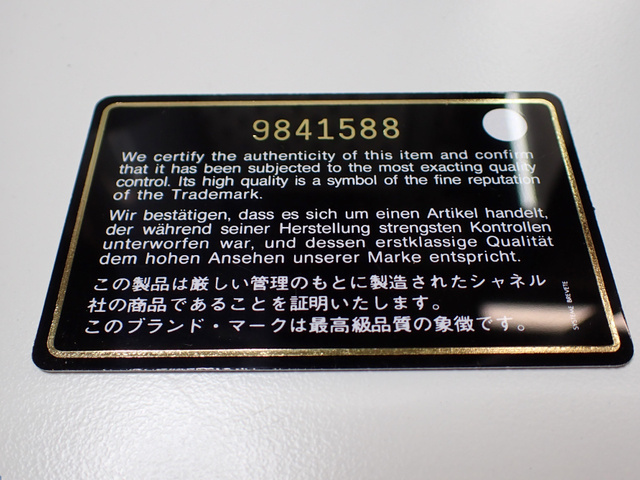 9841588
We certify the authenticity of this item and confirm
that it has been subjected to the most exacting quality
control. Its high quality is a symbol of the fine reputation
of the Trademark.
Wir bestätigen, dass es sich um einen Artikel handelt,
der während seiner Herstellung strengsten Kontrollen
unterworfen war, und dessen erstklassige Qualität
dem hohen Ansehen unserer Marke entspricht.
この製品は厳しい管理のもとに製造されたシャネル
社の商品であることを証明いたします。
このブランド・マークは最高級品質の象徴です。
SYSTEME BREVETE